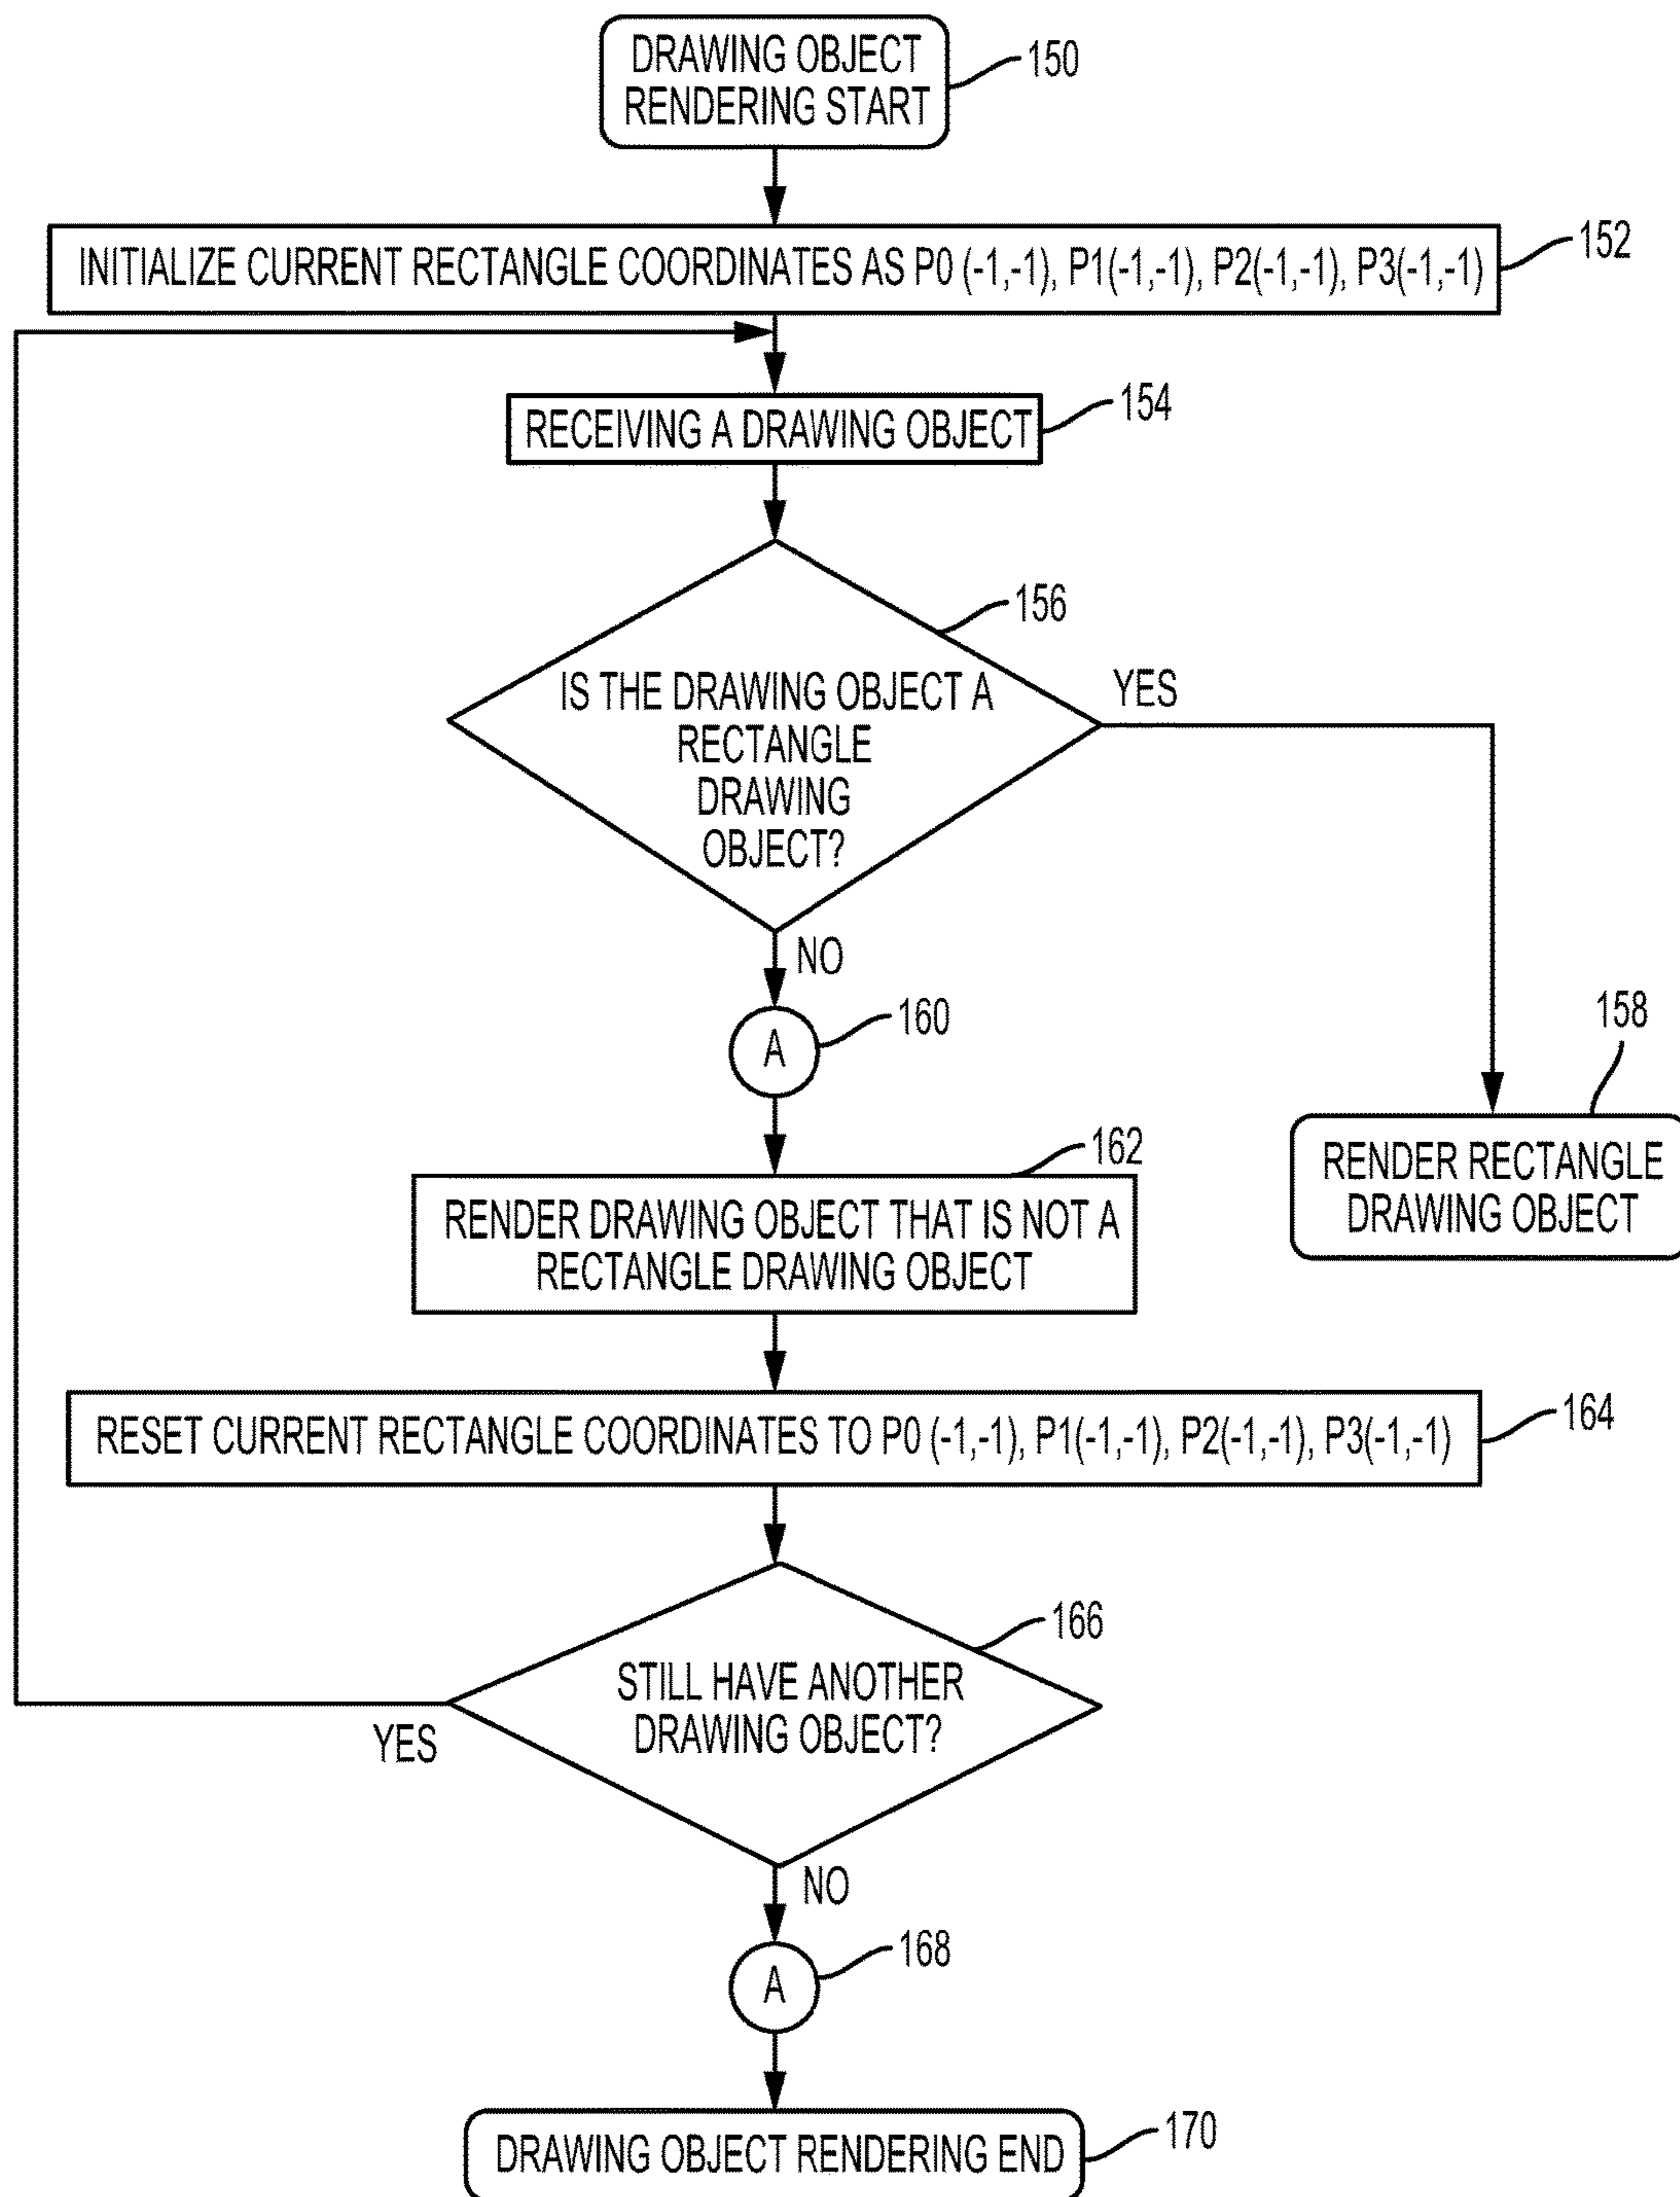 DRAWING OBJECT
RENDERING START
150
INITIALIZE CURRENT RECTANGLE COORDINATES AS P0 (-1,-1), P1(-1,-1), P2(-1,-1), P3(-1,-1)
152
RECEIVING A DRAWING OBJECT
154
156
IS THE DRAWING OBJECT A
RECTANGLE
DRAWING
OBJECT?
YES
NO
A
160
158
RENDER RECTANGLE
DRAWING OBJECT
162
RENDER DRAWING OBJECT THAT IS NOT A
RECTANGLE DRAWING OBJECT
RESET CURRENT RECTANGLE COORDINATES TO P0 (-1,-1), P1(-1,-1), P2(-1,-1), P3(-1,-1)
164
166
STILL HAVE ANOTHER
DRAWING OBJECT?
YES
NO
A
168
DRAWING OBJECT RENDERING END
170